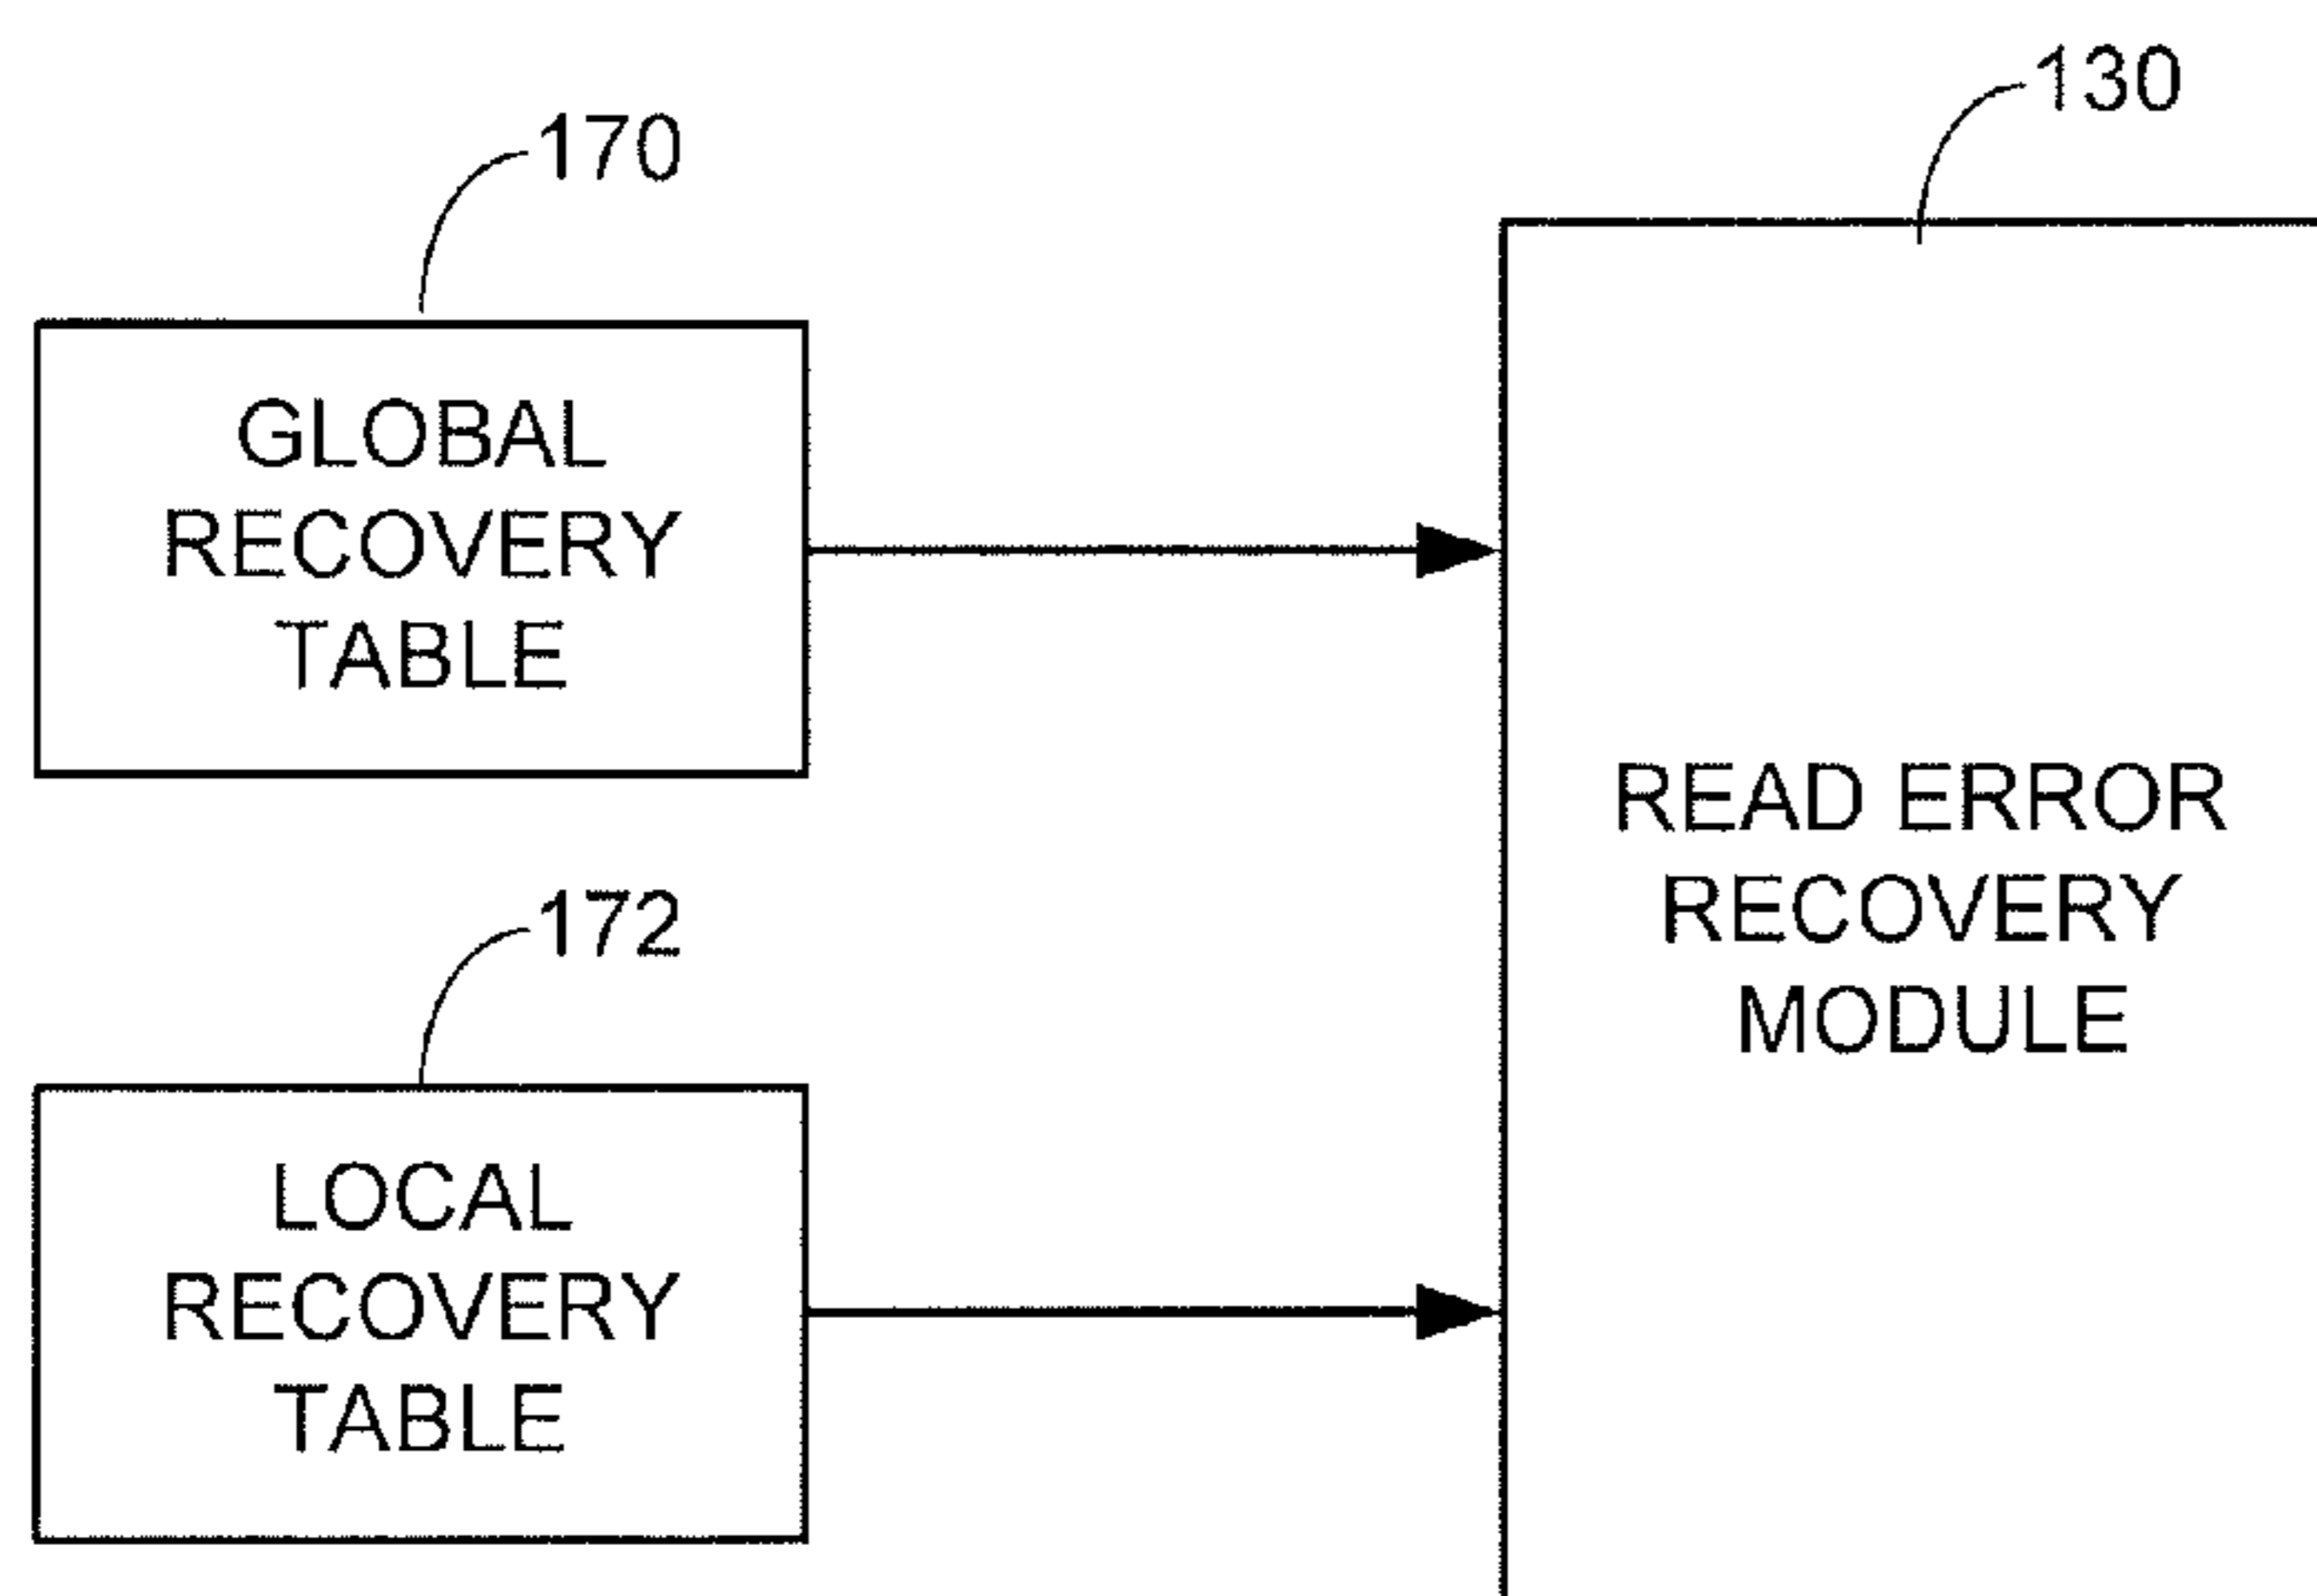 130
170
GLOBAL
RECOVERY
TABLE
READ ERROR
RECOVERY
MODULE
172
LOCAL
RECOVERY
TABLE